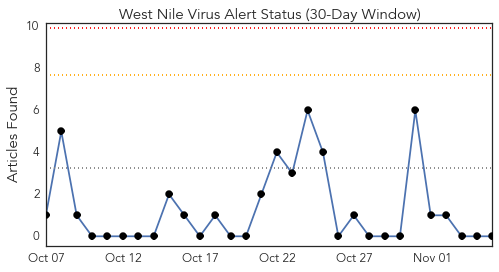 West Nile Virus Alert Status (30-Day Window)
Articles Found
10
8
6
4
2
0
Oct 07 Oct 12 Oct 17 Oct 22 Oct 27 Nov 01